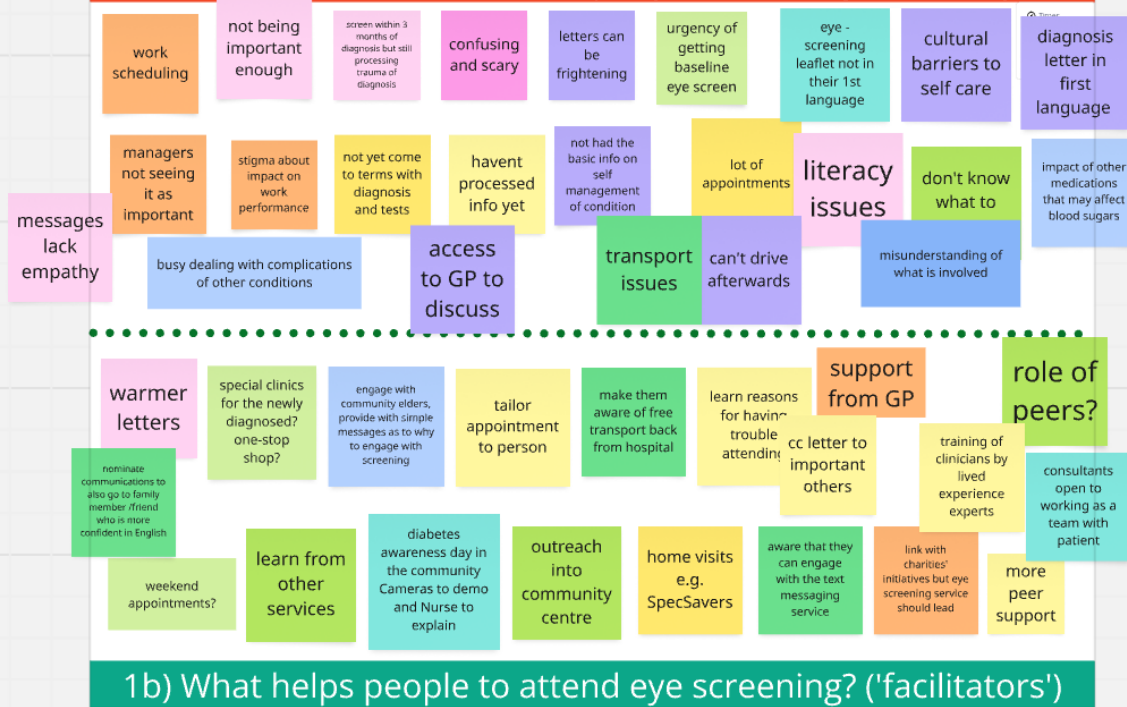 work
scheduling
not being
important
enough
screen within 3
months of
diagnosis but still
processing
trauma of
diagnosis
confusing
and scary
letters can
be
frightening
urgency of
getting
baseline
eye screen
eye -
screening
leaflet not in
their 1st
language
cultural
barriers to
self care
diagnosis
letter in
first
language
managers
not seeing
it as
important
stigma about
impact on
work
performance
not yet come
to terms with
diagnosis
and tests
havent
processed
info yet
not had the
basic info on
self
management
of condition
lot of
appointments
literacy
issues
don't know
what to
impact of other
medications
that may affect
blood sugars
messages
lack
empathy
busy dealing with complications
of other conditions
access
to GP to
discuss
transport
issues
can't drive
afterwards
misunderstanding of
what is involved
warmer
letters
special clinics
for the newly
diagnosed?
one-stop
shop?
engage with
community elders,
provide with simple
messages as to why
to engage with
screening
tailor
appointment
to person
make them
aware of free
transport back
from hospital
learn reasons
for having
trouble
attending
support
from GP
cc letter to
important
others
role of
peers?
training of
clinicians by
lived
experience
experts
consultants
open to
working as a
team with
patient
nominate
communications to
also go to family
member /friend
who is more
confident in English
weekend
appointments?
learn from
other
services
diabetes
awareness day in
the community
Cameras to demo
and Nurse to
explain
outreach
into
community
centre
home visits
e.g.
SpecSavers
aware that they
can engage
with the text
messaging
service
link with
charities'
initiatives but eye
screening service
should lead
more
peer
support
1b) What helps people to attend eye screening? ('facilitators')